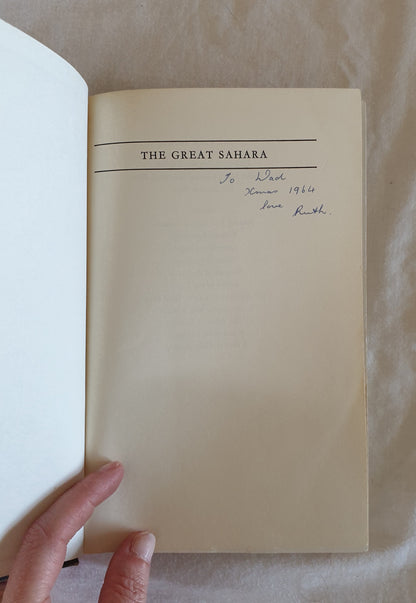 THE GREAT SAHARA
To Dad
Xmas 1964
love Ruth.